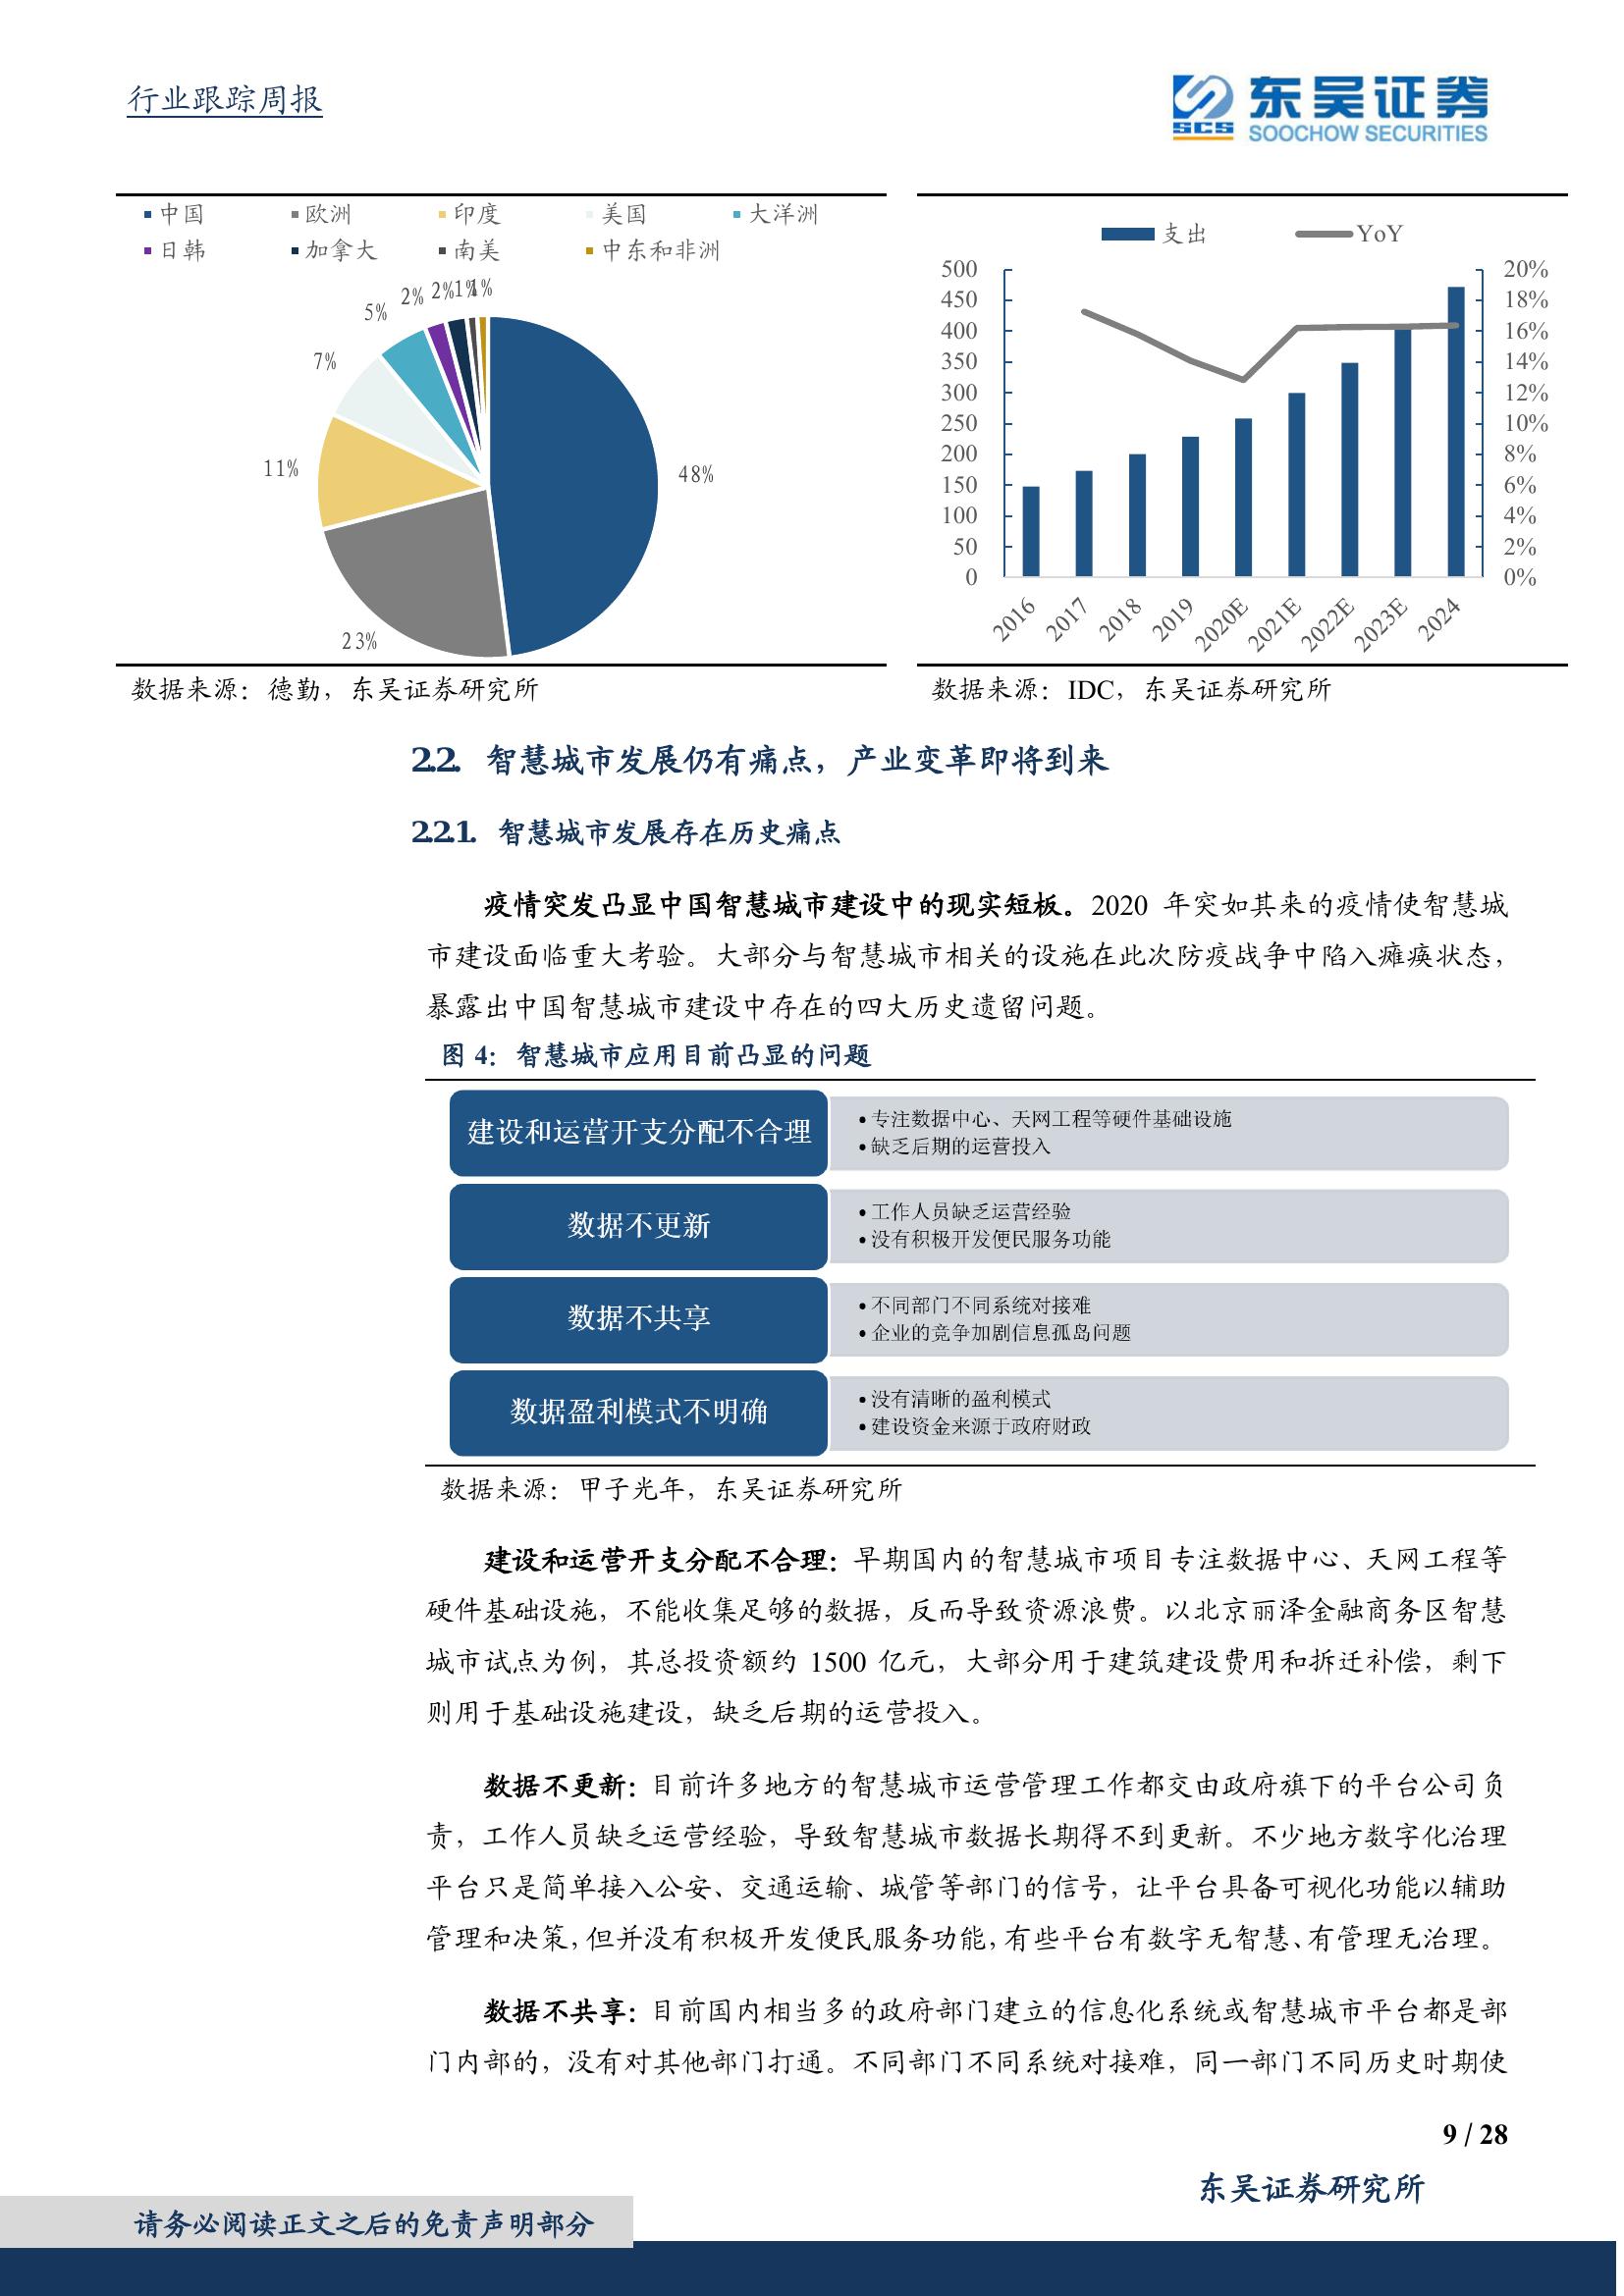 行业跟踪周报
SCS
东吴证券
SOOCHOW SECURITIES
中国 欧洲 印度 美国 大洋洲
日韩 加拿大 南美 中东和非洲
48%
23%
11%
7%
5%
2%
2%
1%
1%
数据来源：德勤，东吴证券研究所
支出 YoY
500
450
400
350
300
250
200
150
100
50
0
20%
18%
16%
14%
12%
10%
8%
6%
4%
2%
0%
2016
2017
2018
2019
2020E
2021E
2022E
2023E
2024
数据来源：IDC，东吴证券研究所
2.2. 智慧城市发展仍有痛点，产业变革即将到来
2.2.1. 智慧城市发展存在历史痛点
疫情突发凸显中国智慧城市建设中的现实短板。2020 年突如其来的疫情使智慧城
市建设面临重大考验。大部分与智慧城市相关的设施在此次防疫战争中陷入瘫痪状态，
暴露出中国智慧城市建设中存在的四大历史遗留问题。
图 4：智慧城市应用目前凸显的问题
建设和运营开支分配不合理
•专注数据中心、天网工程等硬件基础设施
•缺乏后期的运营投入
数据不更新
•工作人员缺乏运营经验
•没有积极开发便民服务功能
数据不共享
•不同部门不同系统对接难
•企业的竞争加剧信息孤岛问题
数据盈利模式不明确
•没有清晰的盈利模式
•建设资金来源于政府财政
数据来源：甲子光年，东吴证券研究所
建设和运营开支分配不合理：早期国内的智慧城市项目专注数据中心、天网工程等
硬件基础设施，不能收集足够的数据，反而导致资源浪费。以北京丽泽金融商务区智慧
城市试点为例，其总投资额约 1500 亿元，大部分用于建筑建设费用和拆迁补偿，剩下
则用于基础设施建设，缺乏后期的运营投入。
数据不更新：目前许多地方的智慧城市运营管理工作都交由政府旗下的平台公司负
责，工作人员缺乏运营经验，导致智慧城市数据长期得不到更新。不少地方数字化治理
平台只是简单接入公安、交通运输、城管等部门的信号，让平台具备可视化功能以辅助
管理和决策，但并没有积极开发便民服务功能，有些平台有数字无智慧、有管理无治理。
数据不共享：目前国内相当多的政府部门建立的信息化系统或智慧城市平台都是部
门内部的，没有对其他部门打通。不同部门不同系统对接难，同一部门不同历史时期使
9 / 28
东吴证券研究所
请务必阅读正文之后的免责声明部分